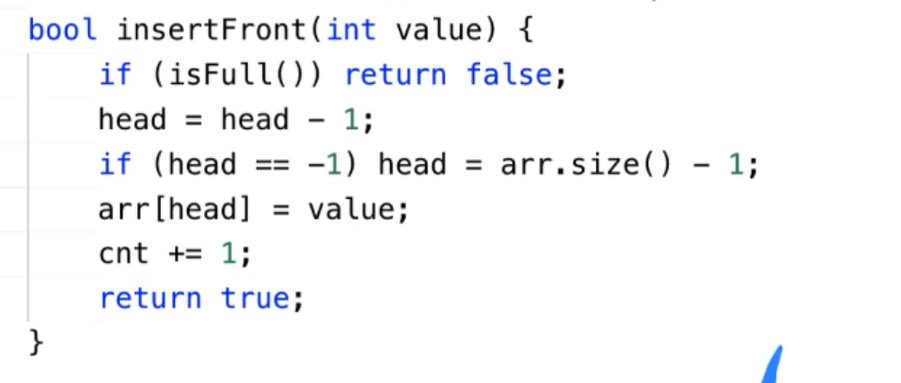 bool insertFront(int value) {
    if (isFull()) return false;
    head = head - 1;
    if (head == -1) head = arr.size() - 1;
    arr[head] = value;
    cnt += 1;
    return true;
}